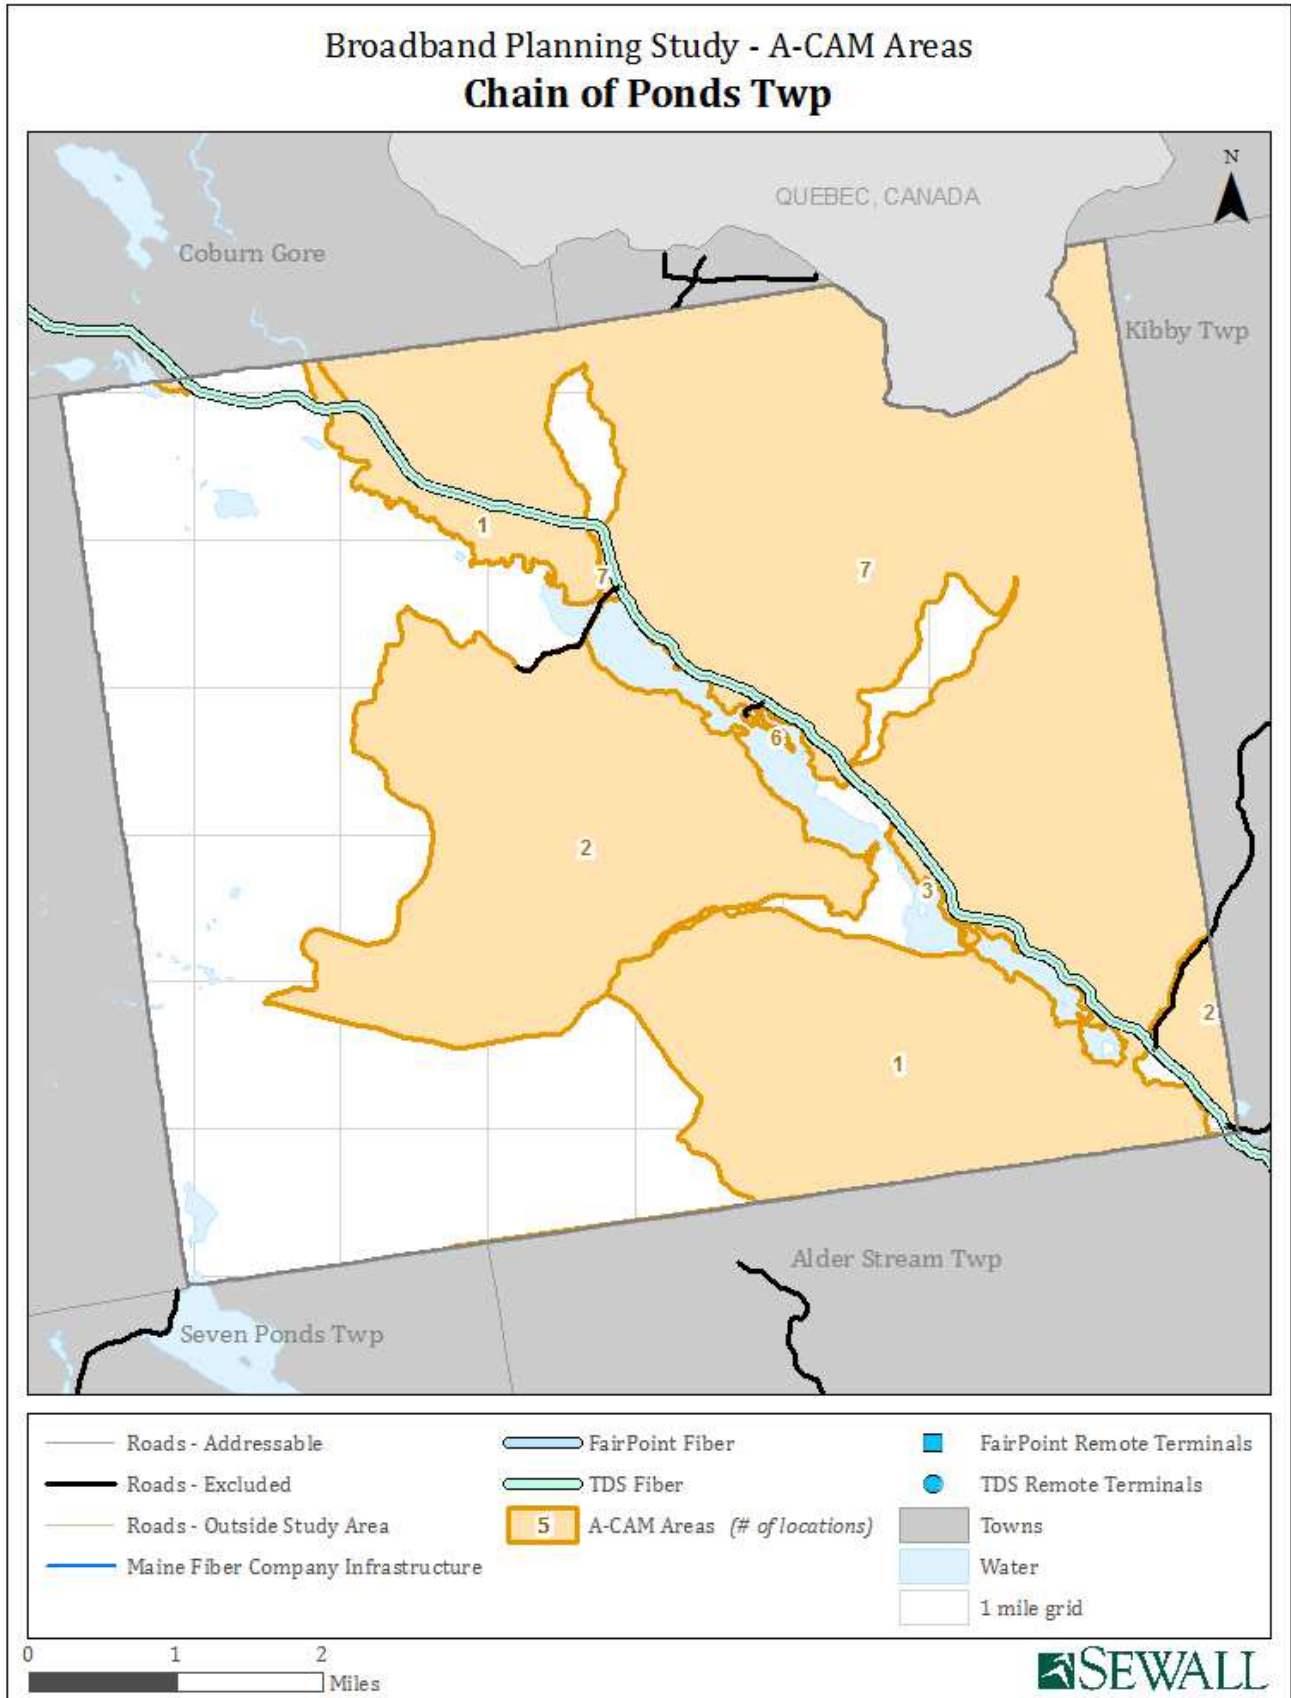 Broadband Planning Study - A-CAM Areas
Chain of Ponds Twp
N
QUEBEC, CANADA
Coburn Gore
Kibby Twp
1
7
7
6
2
3
2
1
Alder Stream Twp
Seven Ponds Twp
Roads - Addressable
Roads - Excluded
Roads - Outside Study Area
Maine Fiber Company Infrastructure
FairPoint Fiber
TDS Fiber
5 A-CAM Areas (# of locations)
FairPoint Remote Terminals
TDS Remote Terminals
Towns
Water
1 mile grid
0 1 2
Miles
SEWALL